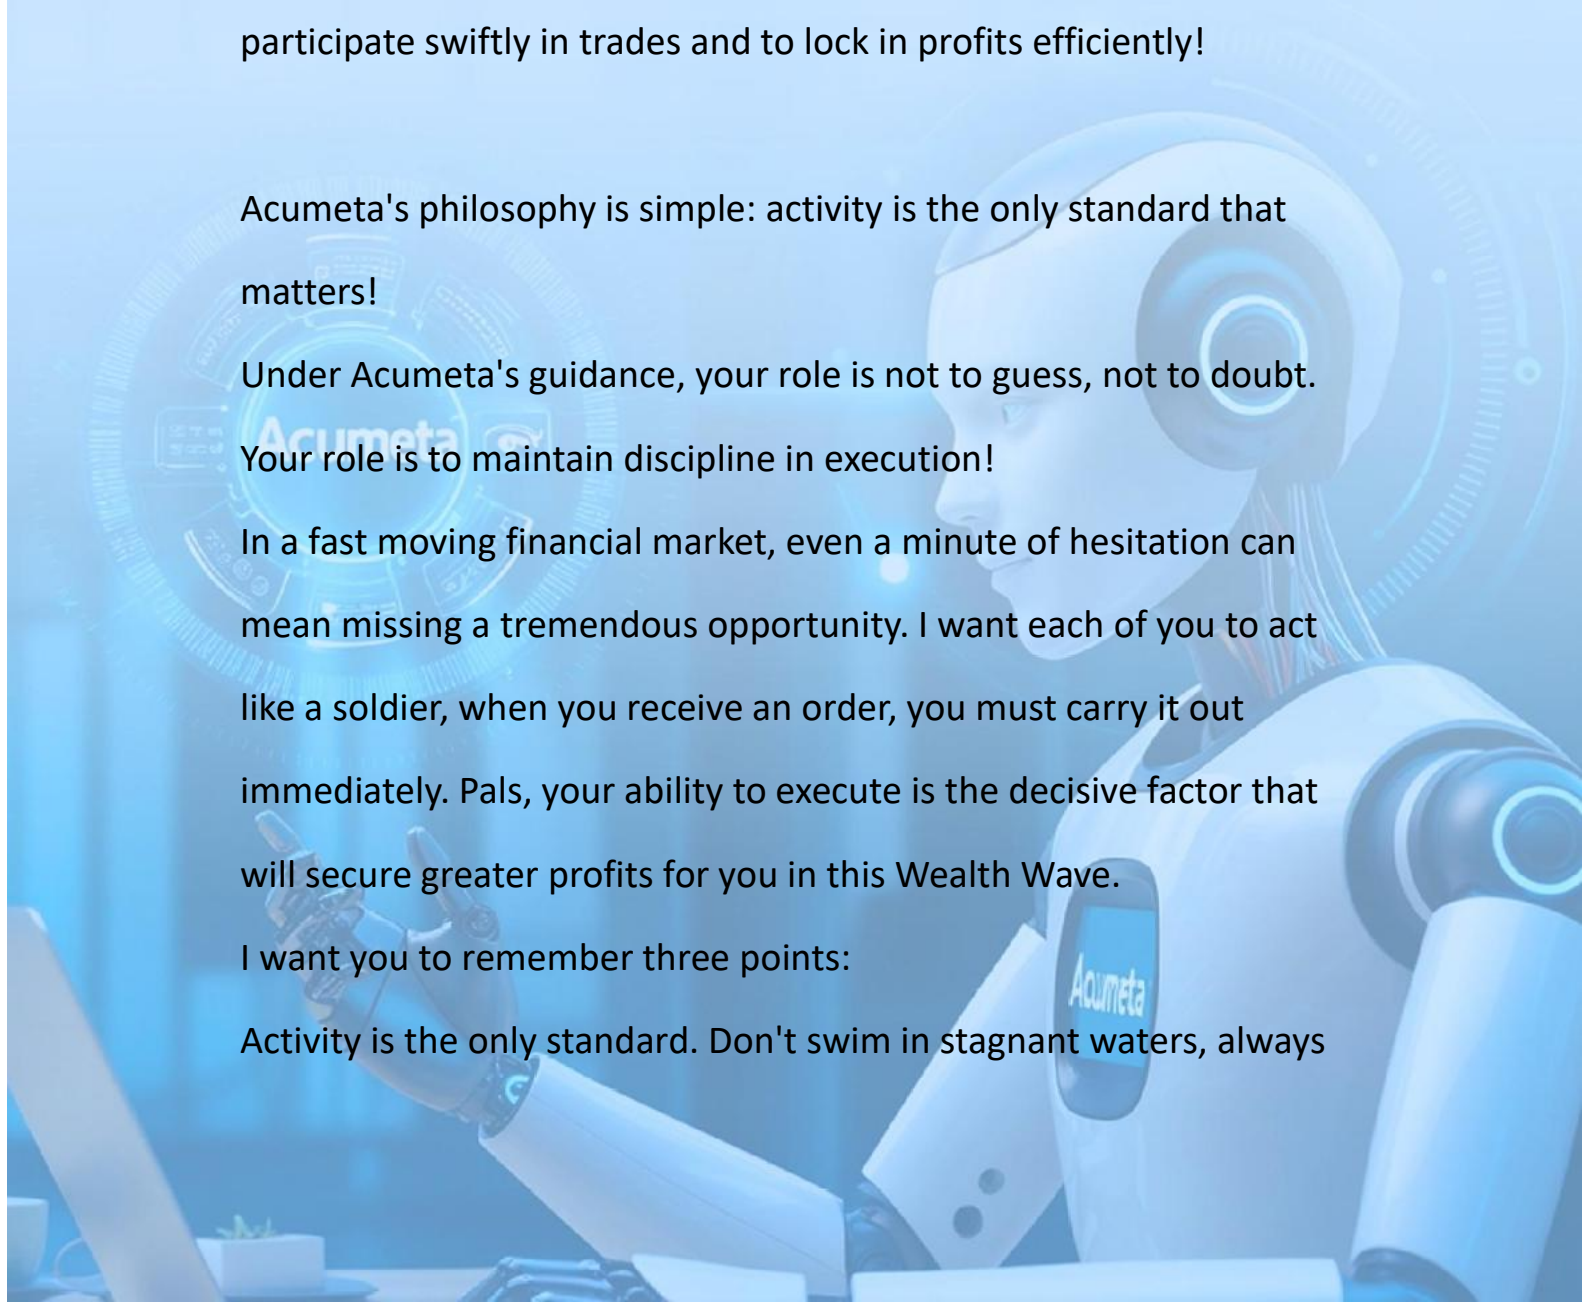 participate swiftly in trades and to lock in profits efficiently!
Acumeta's philosophy is simple: activity is the only standard that
matters!
Under Acumeta's guidance, your role is not to guess, not to doubt.
Acumeta
Your role is to maintain discipline in execution!
In a fast moving financial market, even a minute of hesitation can
mean missing a tremendous opportunity. I want each of you to act
like a soldier, when you receive an order, you must carry it out
immediately. Pals, your ability to execute is the decisive factor that
will secure greater profits for you in this Wealth Wave.
I want you to remember three points:
Acumeta
Activity is the only standard. Don't swim in stagnant waters, always